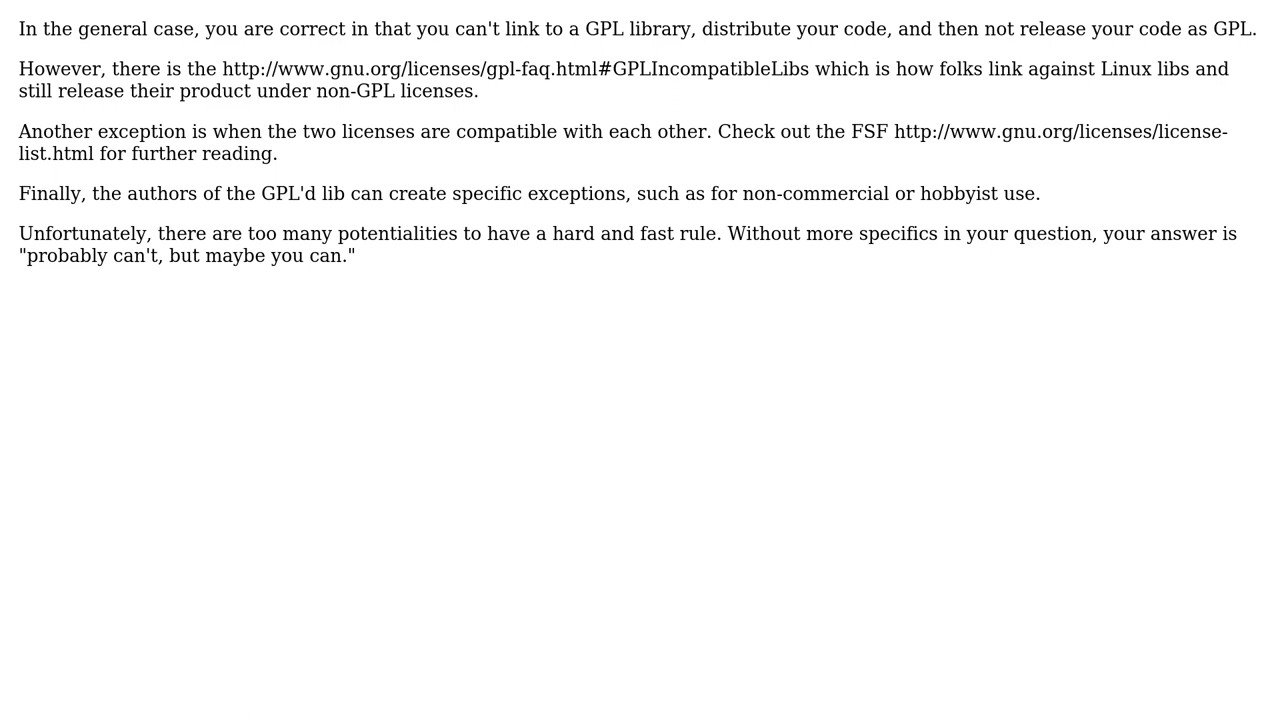 In the general case, you are correct in that you can't link to a GPL library, distribute your code, and then not release your code as GPL.
However, there is the http://www.gnu.org/licenses/gpl-faq.html#GPLIncompatibleLibs which is how folks link against Linux libs and
still release their product under non-GPL licenses.
Another exception is when the two licenses are compatible with each other. Check out the FSF http://www.gnu.org/licenses/license-
list.html for further reading.
Finally, the authors of the GPL'd lib can create specific exceptions, such as for non-commercial or hobbyist use.
Unfortunately, there are too many potentialities to have a hard and fast rule. Without more specifics in your question, your answer is
"probably can't, but maybe you can."